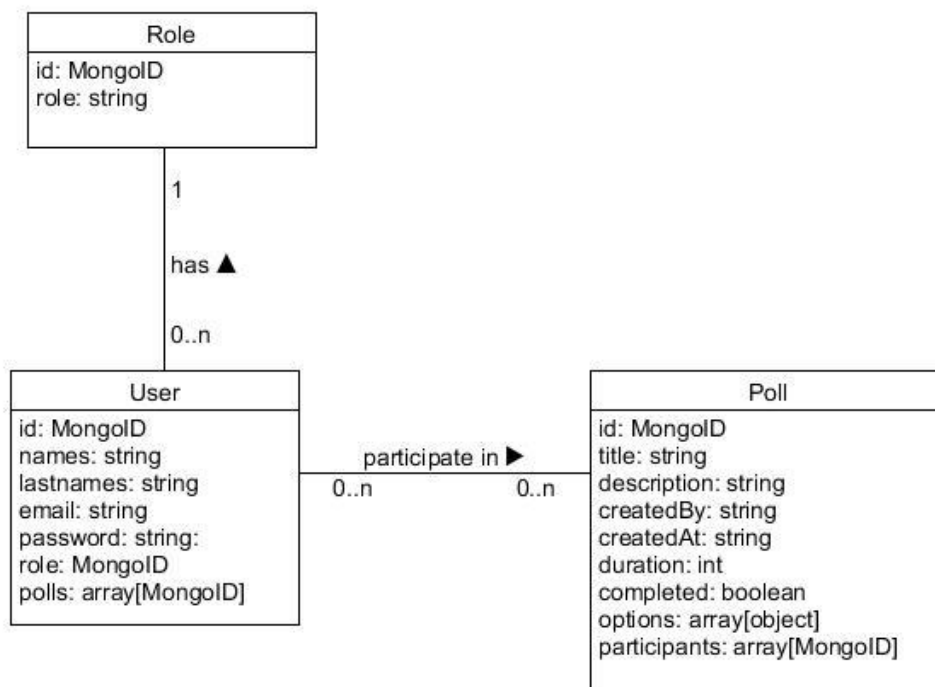 Role
id: MongoID
role: string
1
has ▲
0..n
User
id: MongoID
names: string
lastnames: string
email: string
password: string:
role: MongoID
polls: array[MongoID]
participate in ▶
0..n
0..n
Poll
id: MongoID
title: string
description: string
createdBy: string
createdAt: string
duration: int
completed: boolean
options: array[object]
participants: array[MongoID]